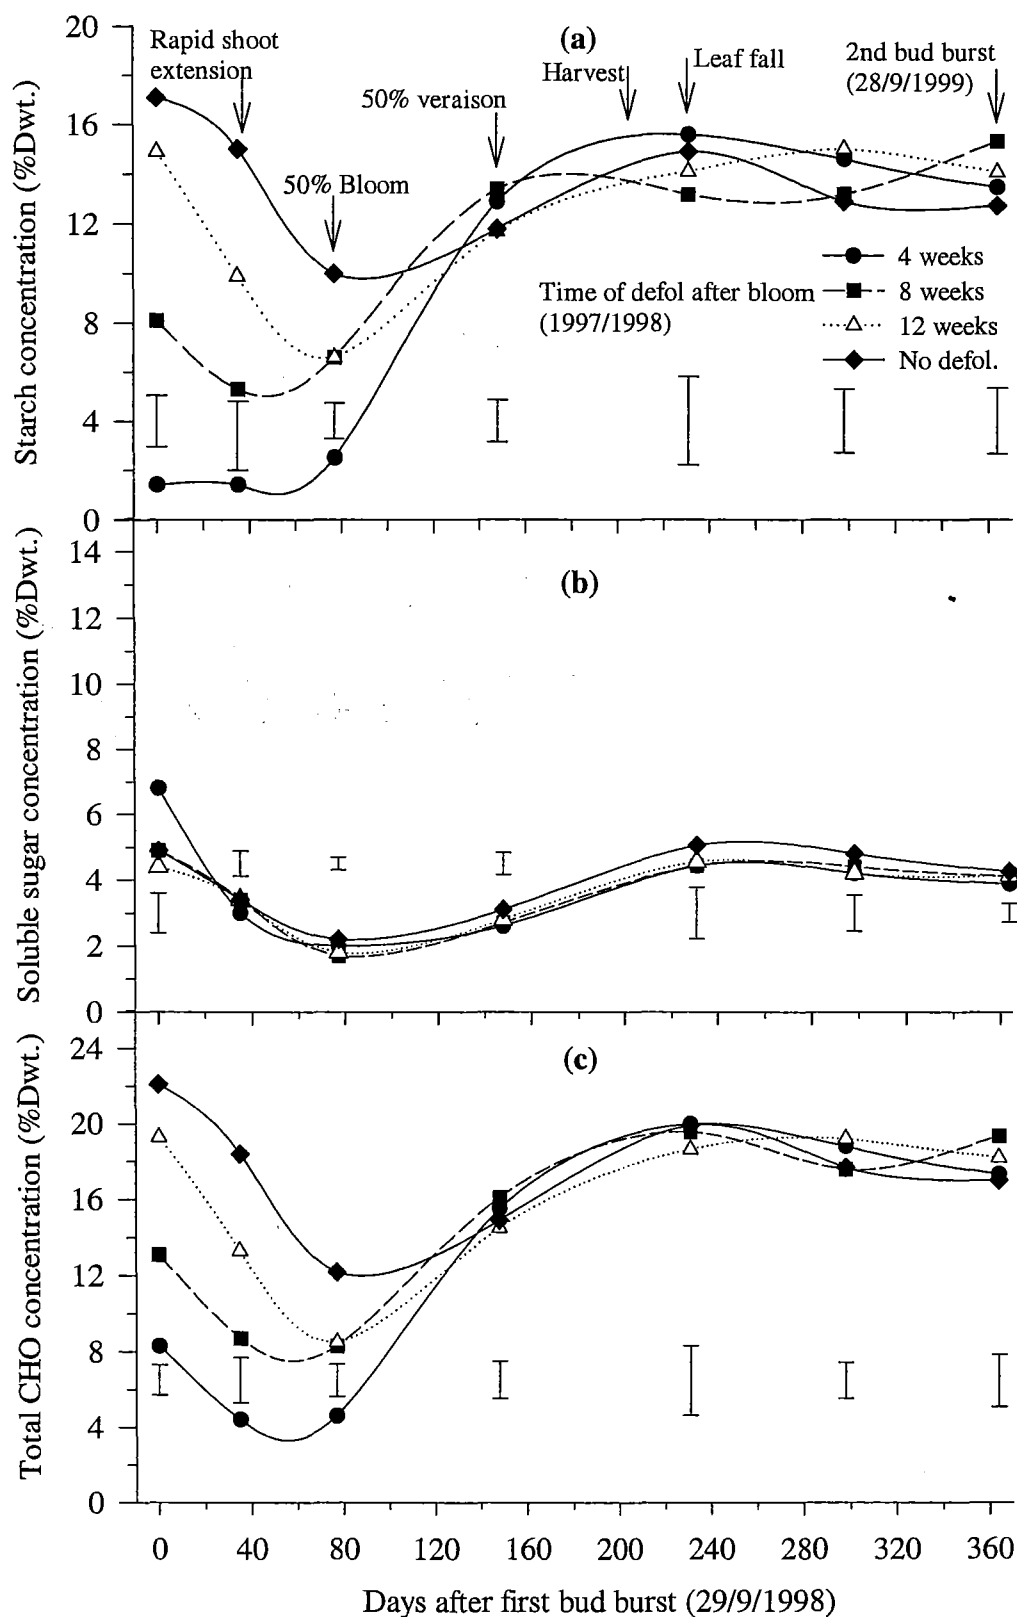 20
16
12
8
4
0
Starch concentration (%Dwt.)
(a)
Rapid shoot
extension
50% Bloom
50% veraison
Harvest
Leaf fall
2nd bud burst
(28/9/1999)
Time of defol after bloom
(1997/1998)
4 weeks
8 weeks
12 weeks
No defol.
14
12
10
8
6
4
2
0
Soluble sugar concentration (%Dwt.)
(b)
24
20
16
12
8
4
0
Total CHO concentration (%Dwt.)
(c)
0 40 80 120 160 200 240 280 320 360
Days after first bud burst (29/9/1998)